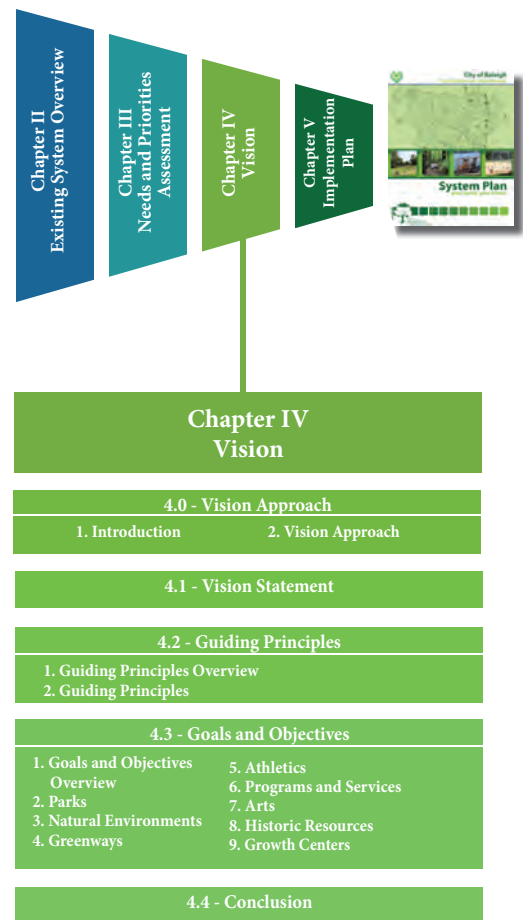 Chapter II
Existing System Overview
Chapter III
Needs and Priorities
Assessment
Chapter IV
Vision
Chapter V
Implementation
Plan
City of Raleigh
System Plan
Chapter IV
Vision
4.0 - Vision Approach
1. Introduction
2. Vision Approach
4.1 - Vision Statement
4.2 - Guiding Principles
1. Guiding Principles Overview
2. Guiding Principles
4.3 - Goals and Objectives
1. Goals and Objectives
Overview
2. Parks
3. Natural Environments
4. Greenways
5. Athletics
6. Programs and Services
7. Arts
8. Historic Resources
9. Growth Centers
4.4 - Conclusion